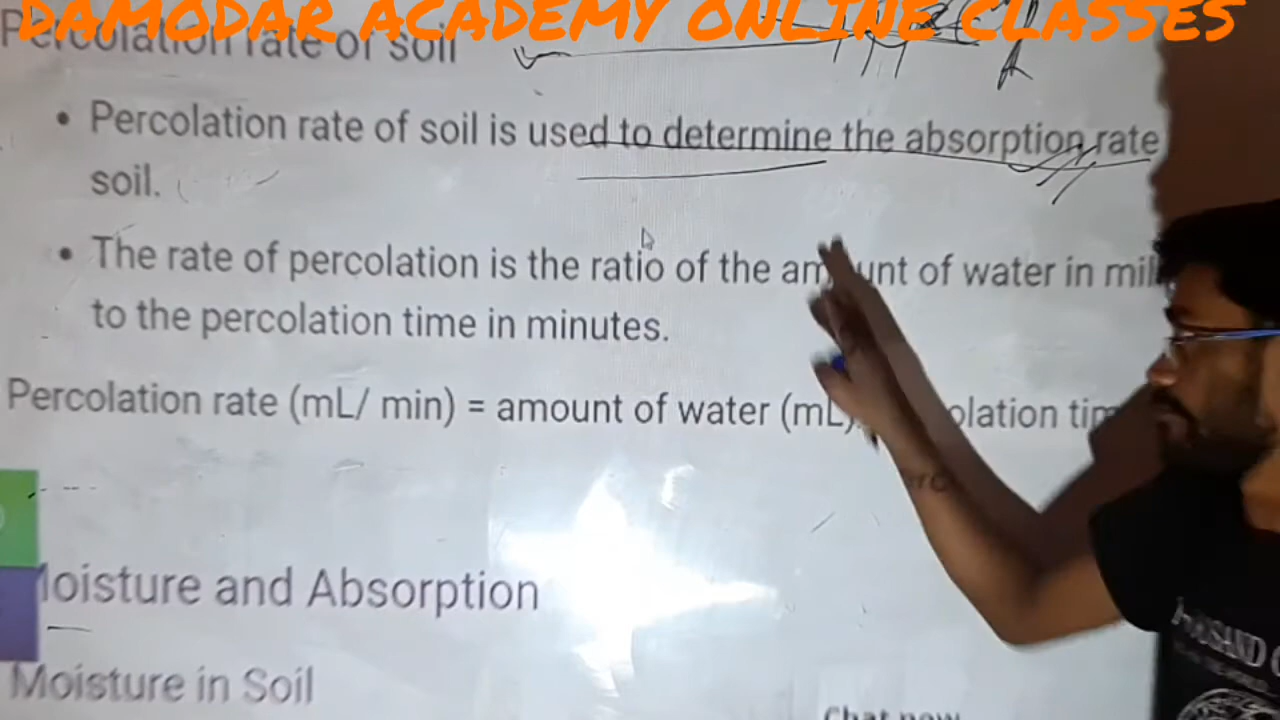 DAMODAR ACADEMY ONLINE CLASSES
Percolation rate of soil
• Percolation rate of soil is used to determine the absorption rate
soil.
• The rate of percolation is the ratio of the amount of water in mil
to the percolation time in minutes.
Percolation rate (mL/ min) = amount of water (mL) olation tim
Moisture and Absorption
Moisture in Soil
Chat now